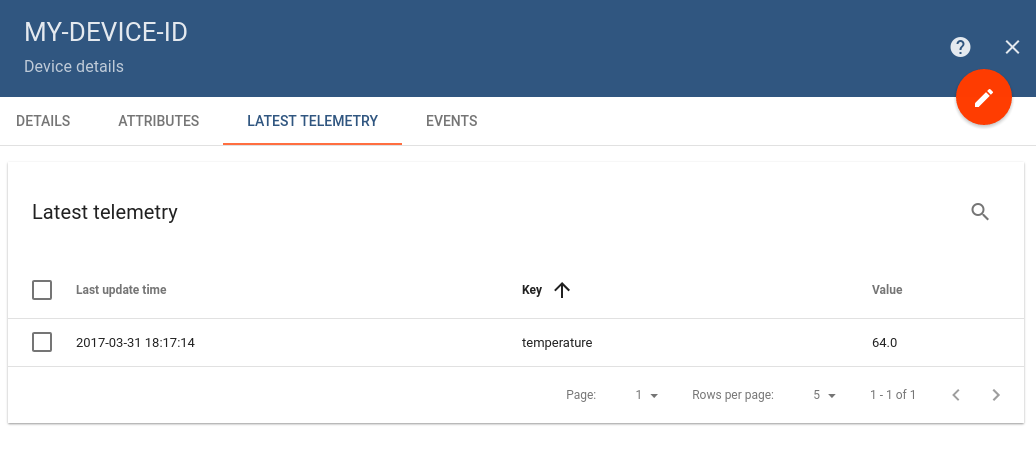 MY-DEVICE-ID
Device details
DETAILS ATTRIBUTES LATEST TELEMETRY EVENTS
Latest telemetry
Last update time Key Value
2017-03-31 18:17:14 temperature 64.0
Page: 1 Rows per page: 5 1 - 1 of 1